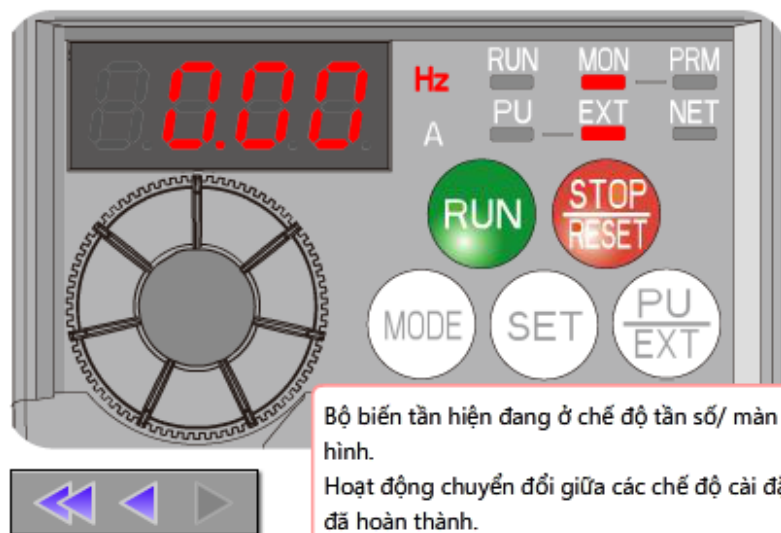 0.00
Hz
A
RUN MON PRM
PU EXT NET
RUN
STOP
RESET
MODE
SET
PU
EXT
Bộ biến tần hiện đang ở chế độ tần số/ màn
hình.
Hoạt động chuyển đổi giữa các chế độ cài
đã hoàn thành.